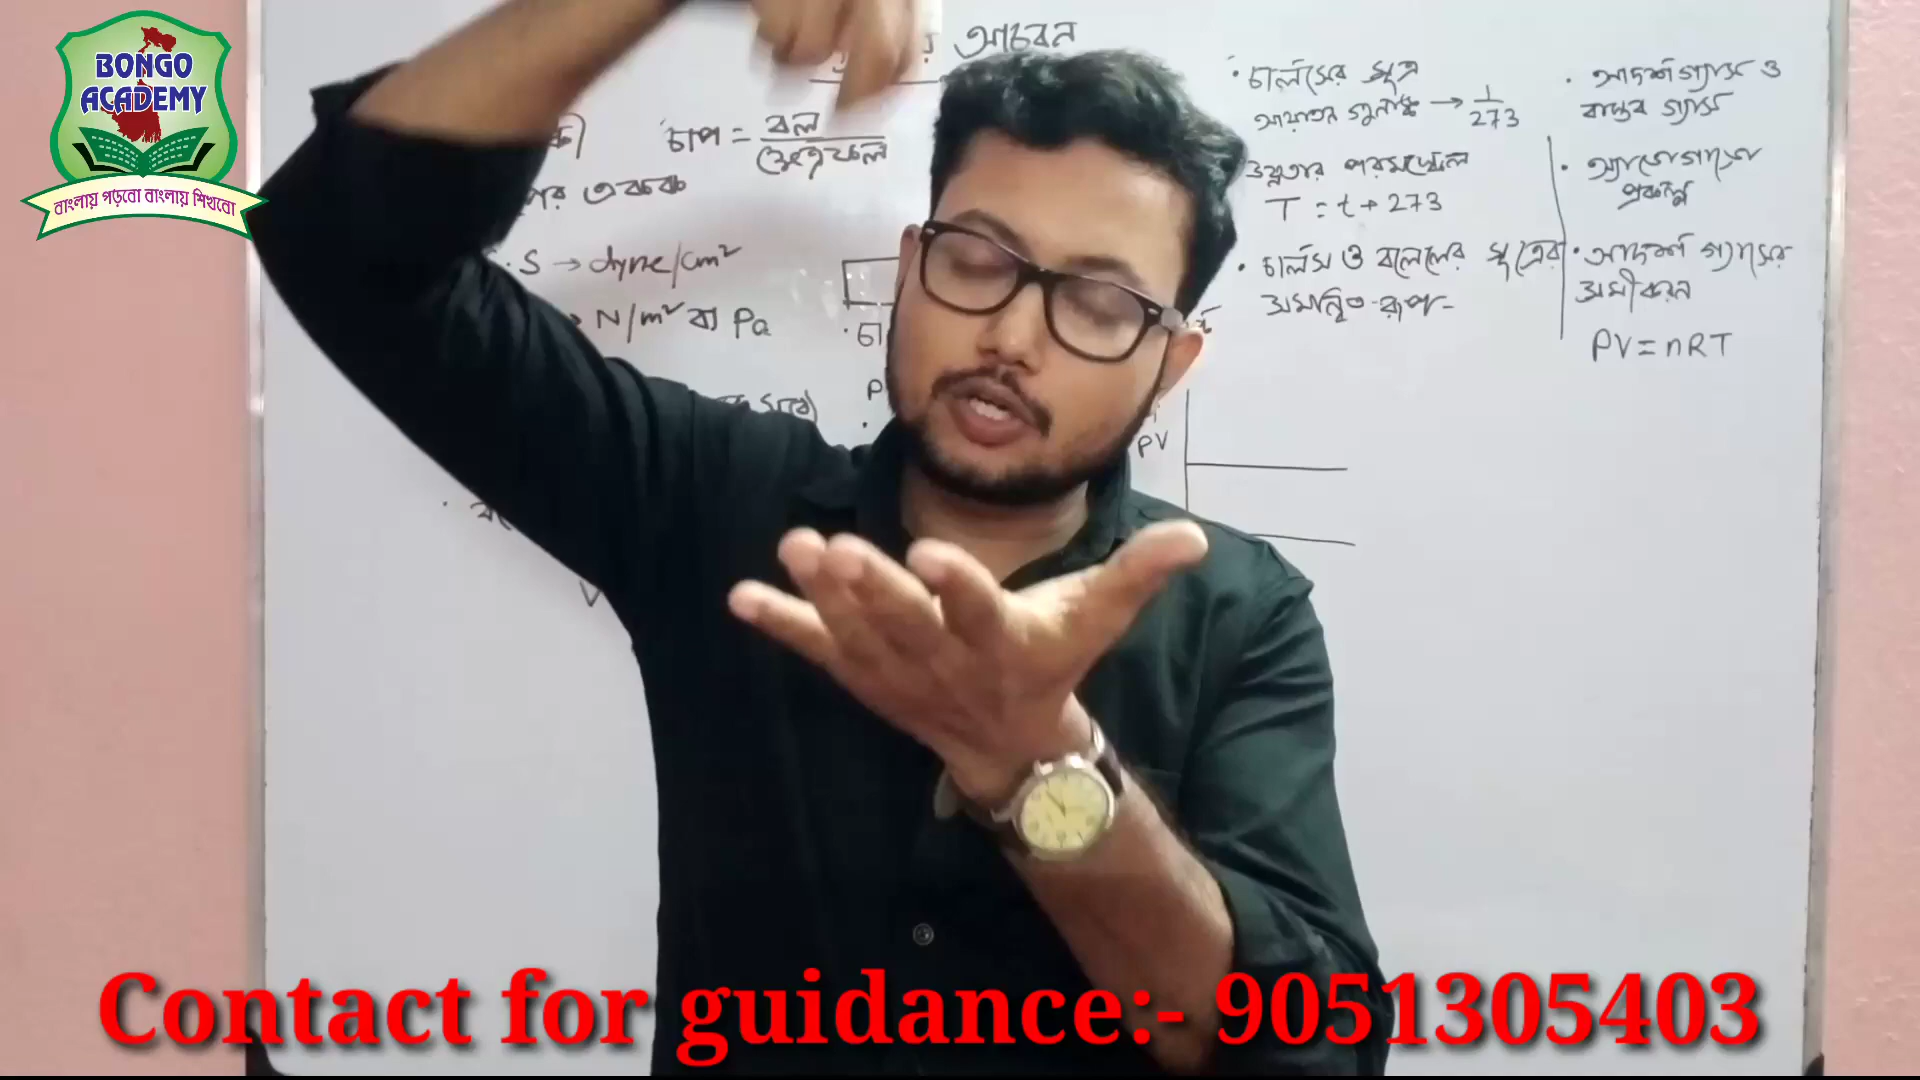 BONGO
ACADEMY
বাংলায় পড়বো বাংলায় শিখবো
আচরন
চাপ = বল / ক্ষেত্রফল
একক
S → dyne/cm²
→ N/m² বা Pa
P
PV
V
• চার্লসের সূত্র
আয়তন গুনাঙ্ক → 1/273
উষ্ণতার পরমস্কেল
T = t + 273
• চার্লস ও বয়েলের সূত্রের
সমন্বিত রূপ -
• আদর্শ গ্যাস ও
বাস্তব গ্যাস
• অ্যাভোগাড্রো
প্রকল্প
• আদর্শ গ্যাসের
সমীকরন
PV = nRT
Contact for guidance:- 9051305403